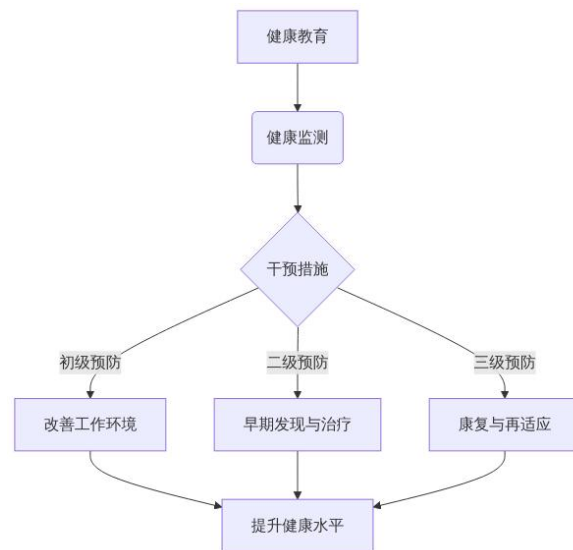 健康教育
健康监测
干预措施
初级预防
二级预防
三级预防
改善工作环境
早期发现与治疗
康复与再适应
提升健康水平